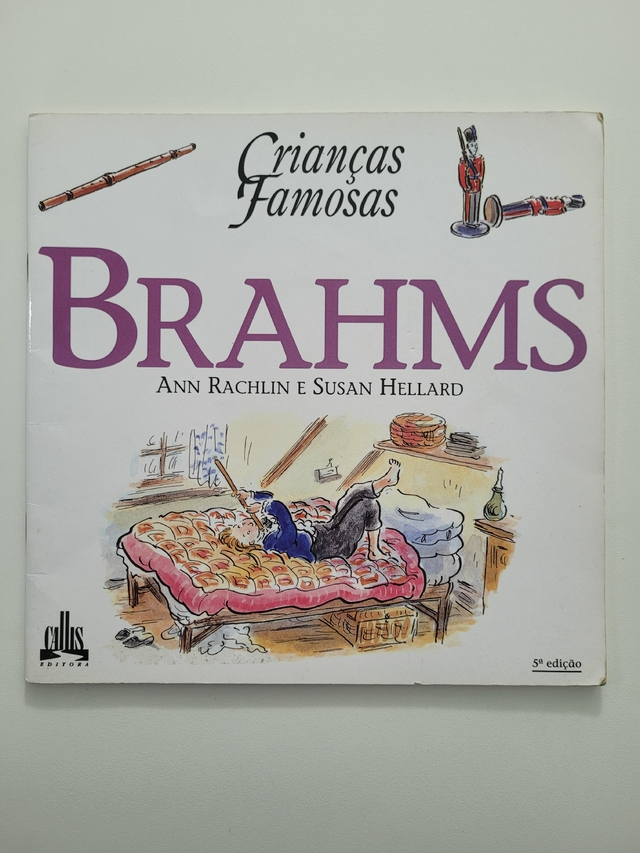 Crianças
Famosas
BRAHMS
ANN RACHLIN E SUSAN HELLARD
callis
EDITORA
5ª edição